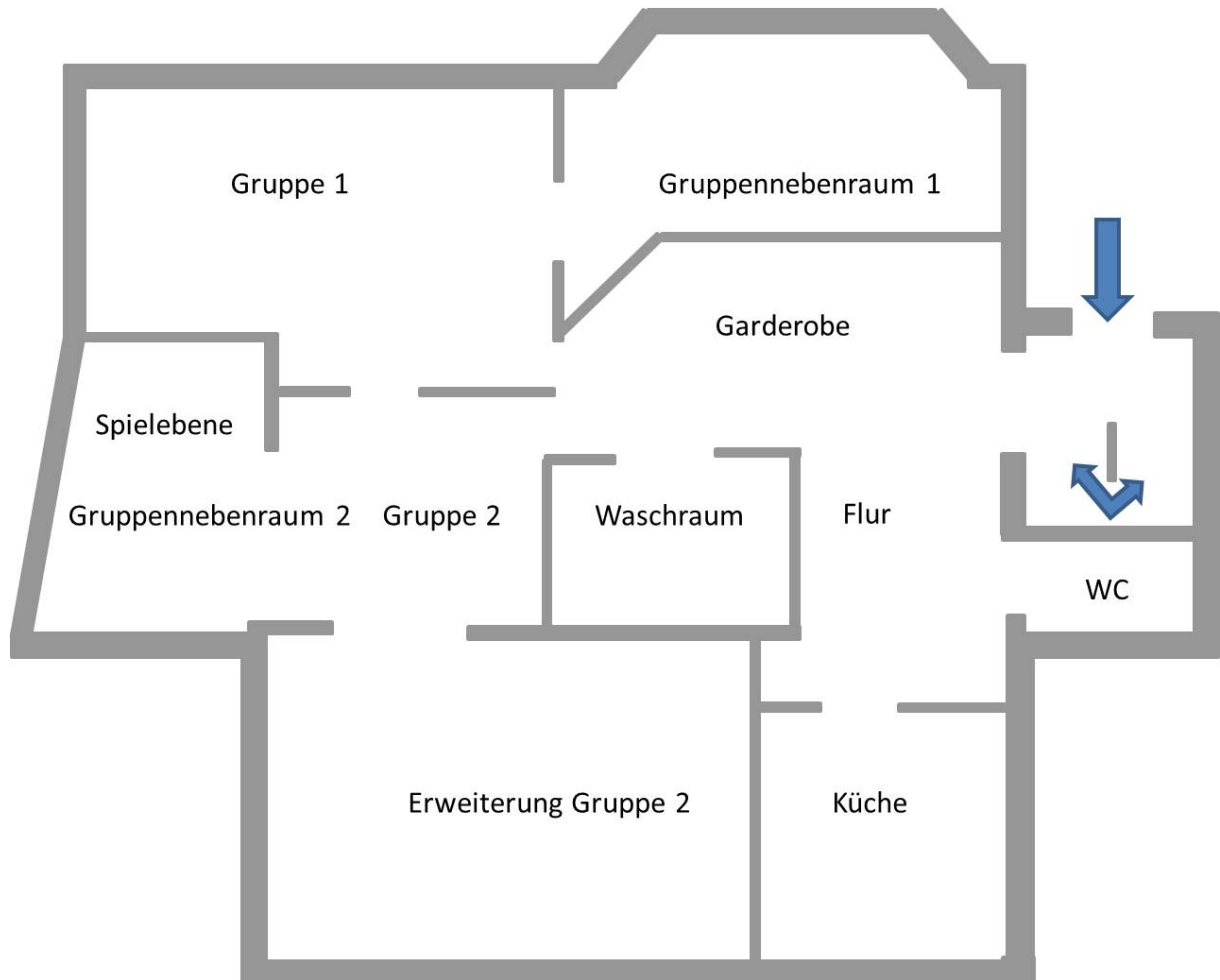 Gruppe 1
Gruppennebenraum 1
Garderobe
Spielebene
Gruppennebenraum 2
Gruppe 2
Waschraum
Flur
WC
Erweiterung Gruppe 2
Küche